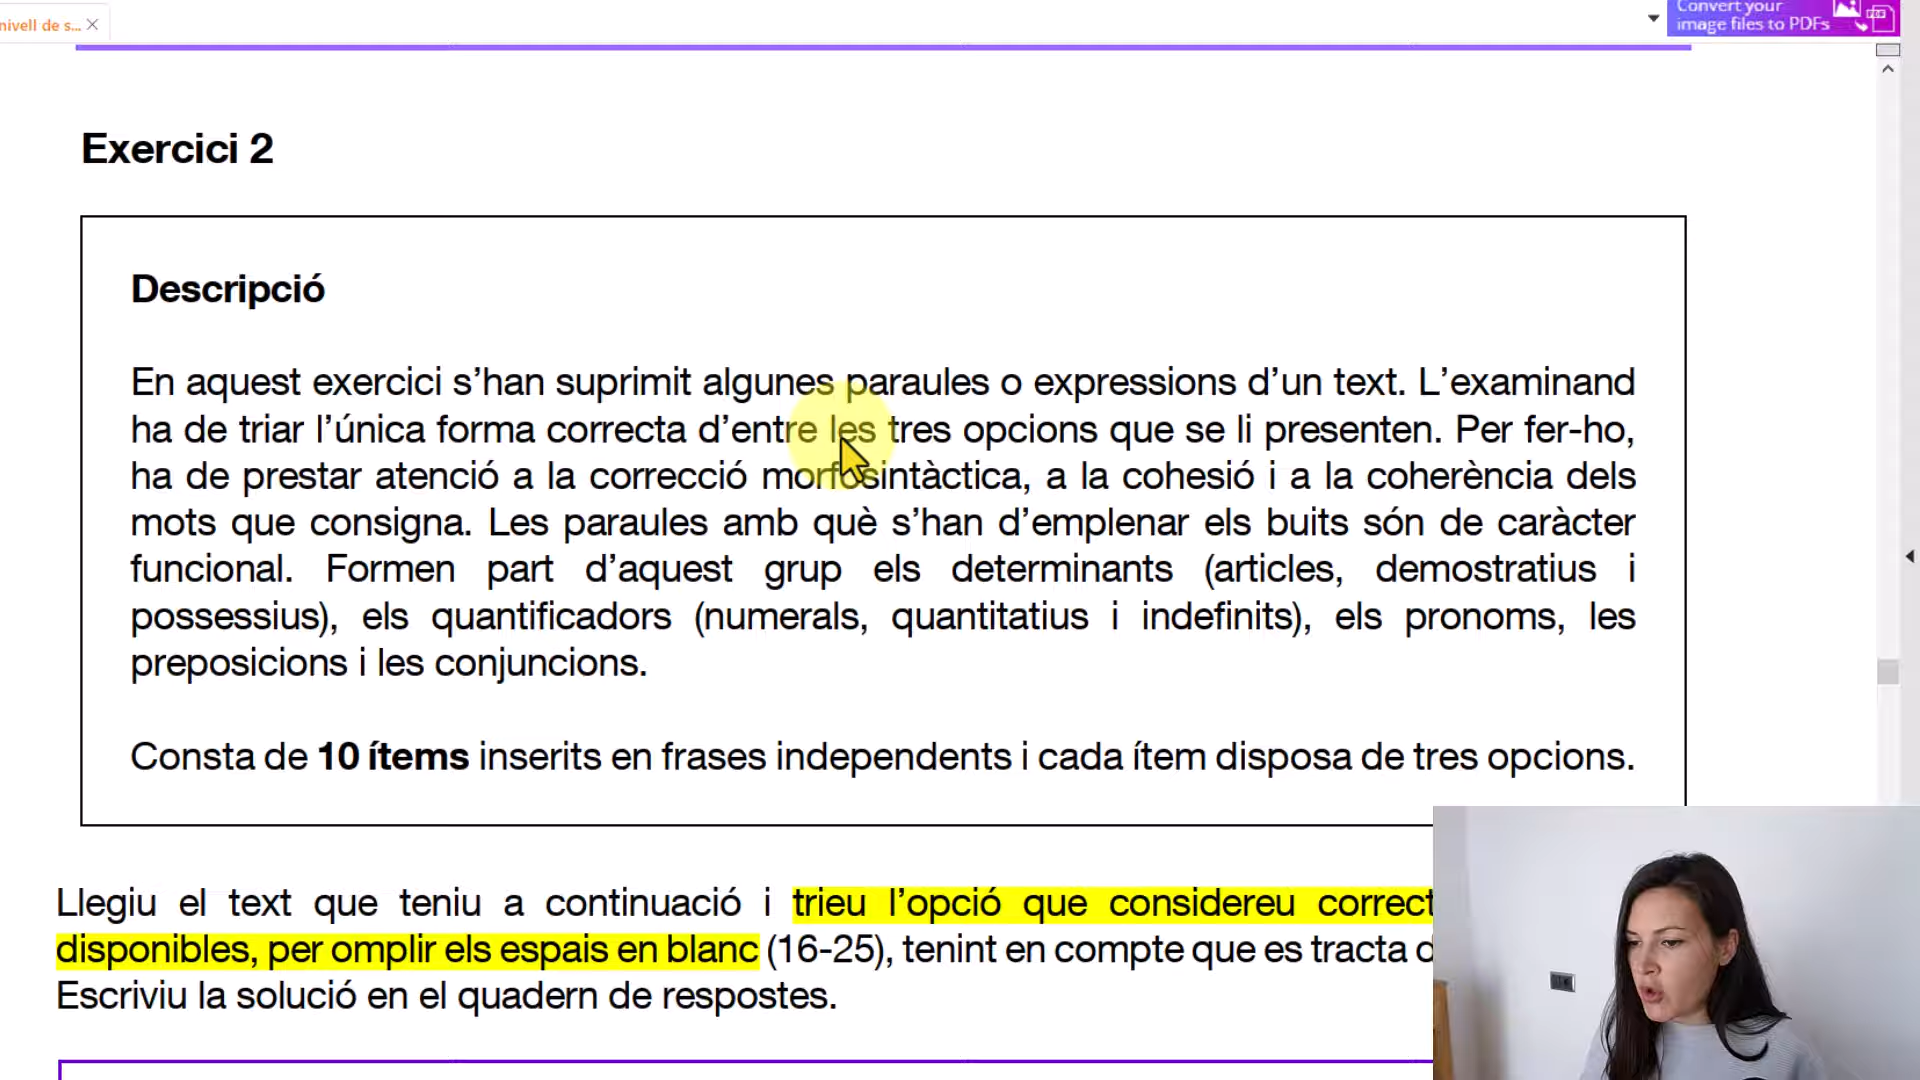 nivell de s...
Convert your
image files to PDFs
Exercici 2
Descripció
En aquest exercici s’han suprimit algunes paraules o expressions d’un text. L’examinand
ha de triar l’única forma correcta d’entre les tres opcions que se li presenten. Per fer-ho,
ha de prestar atenció a la correcció morfosintàctica, a la cohesió i a la coherència dels
mots que consigna. Les paraules amb què s’han d’emplenar els buits són de caràcter
funcional. Formen part d’aquest grup els determinants (articles, demostratius i
possessius), els quantificadors (numerals, quantitatius i indefinits), els pronoms, les
preposicions i les conjuncions.
Consta de 10 ítems inserits en frases independents i cada ítem disposa de tres opcions.
Llegiu el text que teniu a continuació i trieu l’opció que considereu correct
disponibles, per omplir els espais en blanc (16-25), tenint en compte que es tracta d
Escriviu la solució en el quadern de respostes.